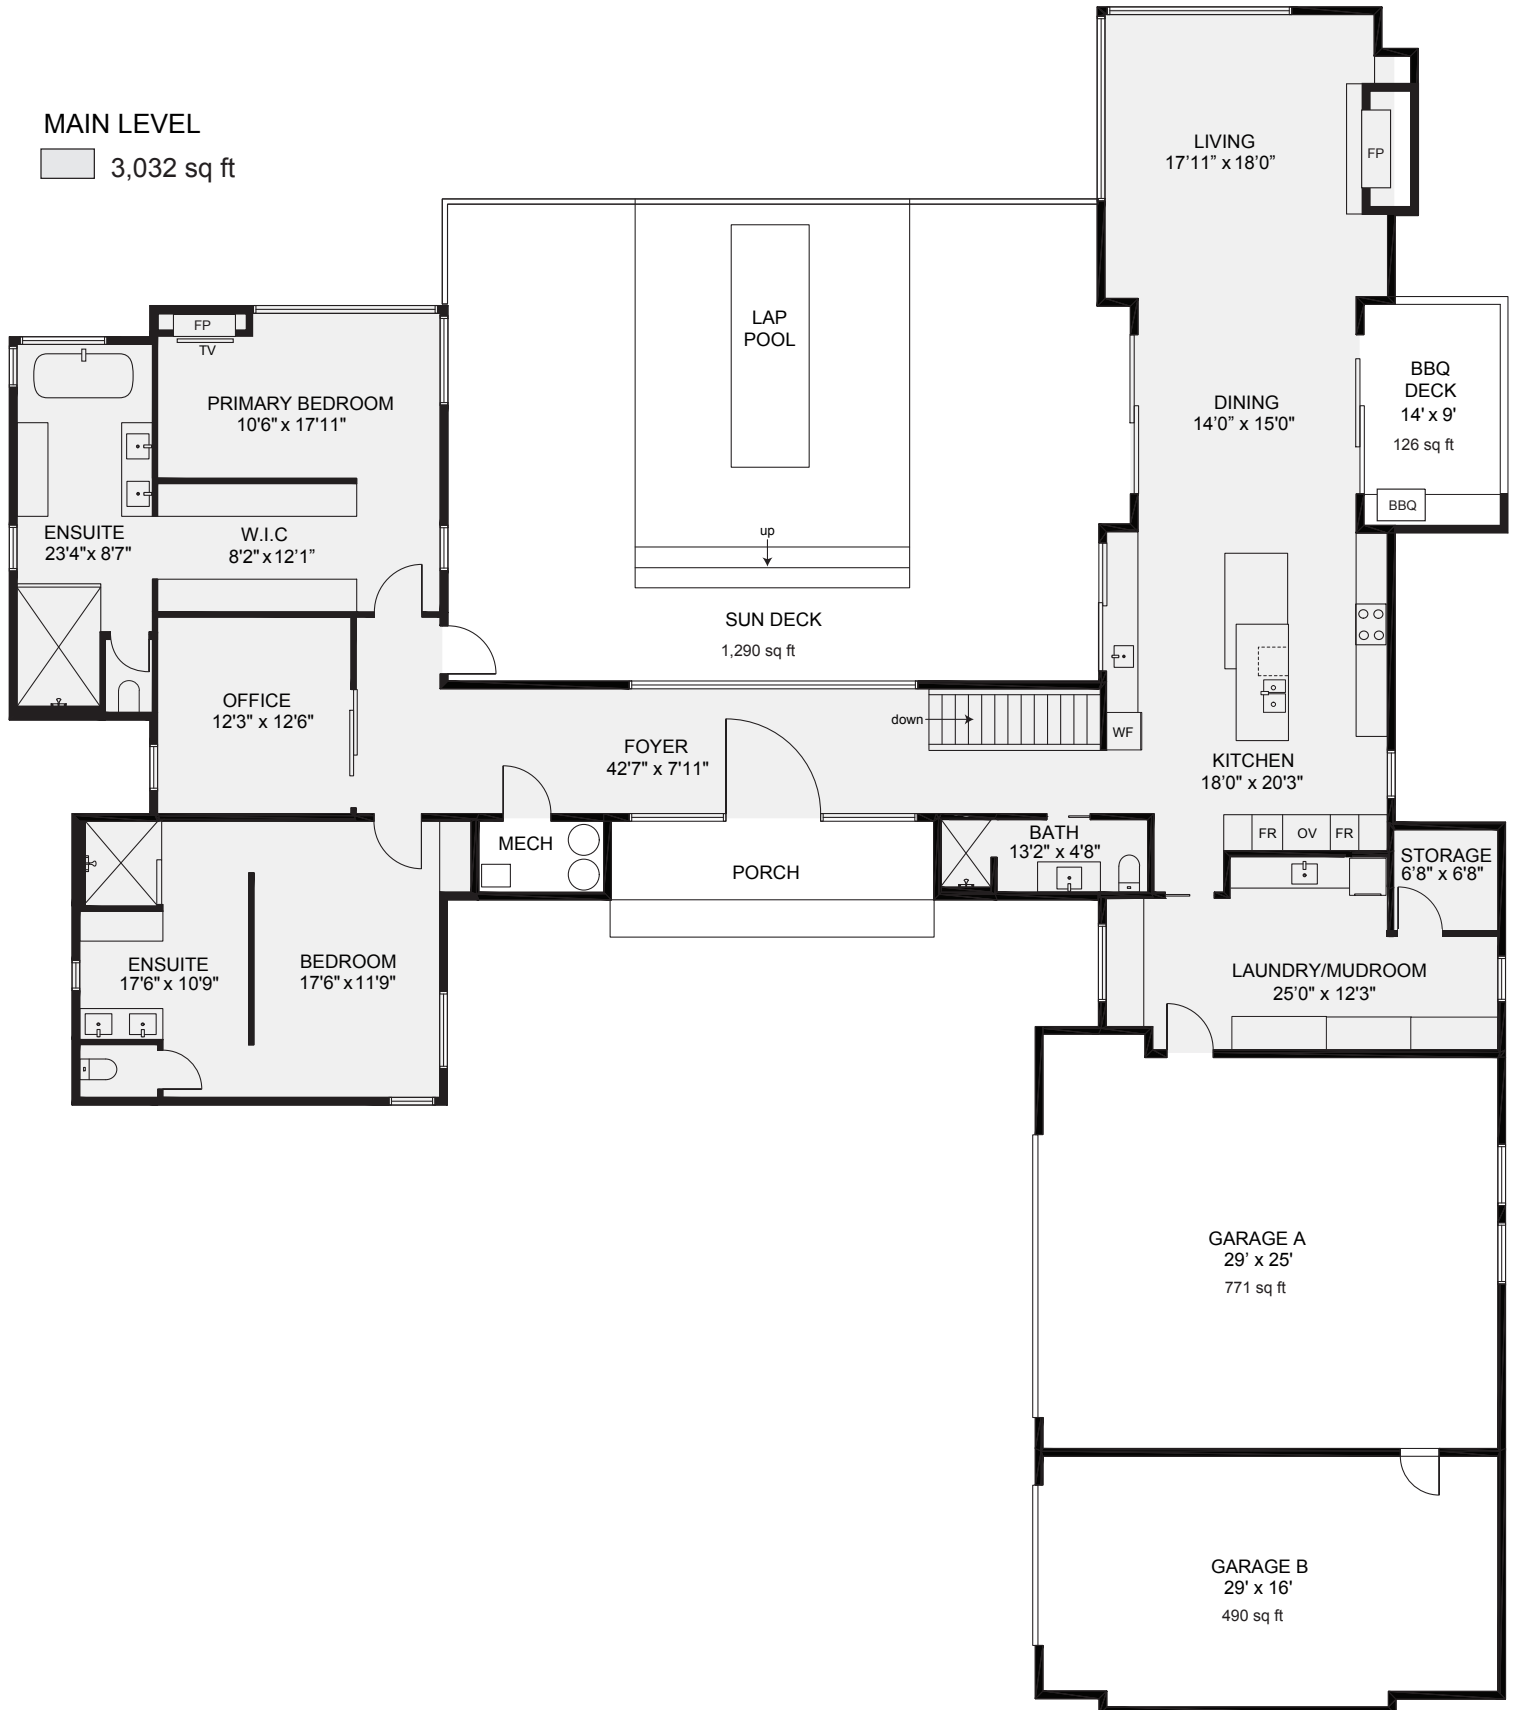 MAIN LEVEL
3,032 sq ft
LIVING
17’11” x 18’0”
FP
LAP
POOL
FP
TV
PRIMARY BEDROOM
10'6" x 17'11"
DINING
14’0” x 15'0"
BBQ
DECK
14' x 9'
126 sq ft
BBQ
ENSUITE
23'4"x 8'7"
W.I.C
8'2" x 12’1”
up
SUN DECK
1,290 sq ft
OFFICE
12'3" x 12'6"
down
WF
FOYER
42'7" x 7'11"
KITCHEN
18'0" x 20'3"
MECH
PORCH
BATH
13'2" x 4'8"
FR
OV
FR
STORAGE
6'8" x 6'8"
ENSUITE
17'6" x 10'9"
BEDROOM
17'6" x 11'9"
LAUNDRY/MUDROOM
25’0" x 12'3"
GARAGE A
29’ x 25'
771 sq ft
GARAGE B
29' x 16'
490 sq ft